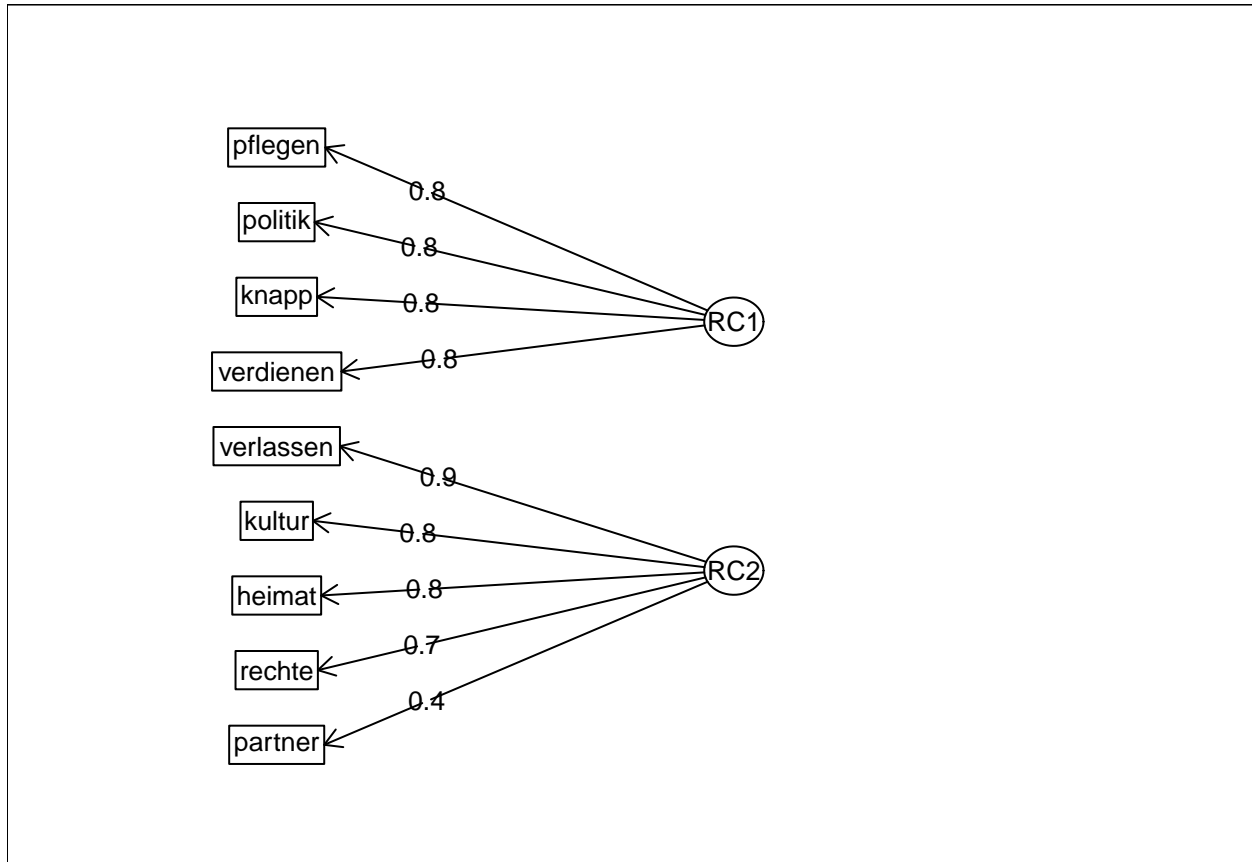 pflegen
0.8
politik
0.8
knapp
0.8
RC1
verdienen
0.8
verlassen
0.9
kultur
0.8
RC2
heimat
0.8
rechte
0.7
partner
0.4